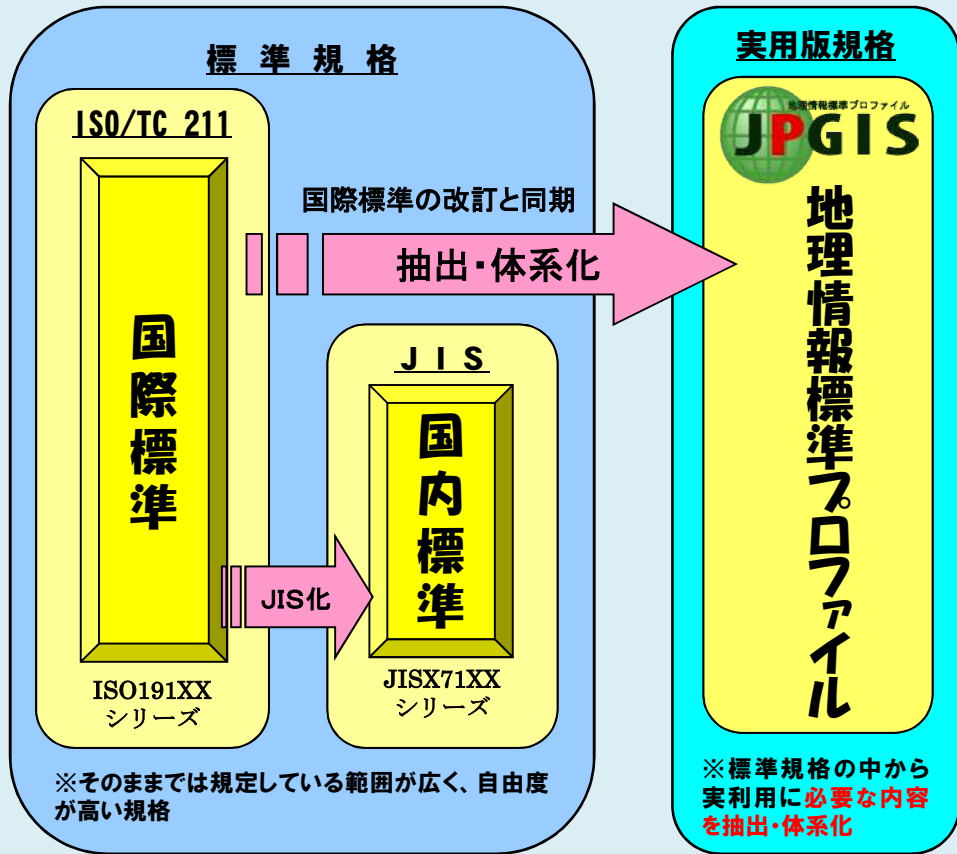 標準規格
ISO/TC 211
国際標準
ISO191XX
シリーズ
国際標準の改訂と同期
抽出・体系化
JIS化
JIS
国内標準
JISX71XX
シリーズ
※そのままでは規定している範囲が広く、自由度
が高い規格
実用版規格
地理情報標準プロファイル
JPGIS
地理情報標準プロファイル
※標準規格の中から
実利用に必要な内容
を抽出・体系化